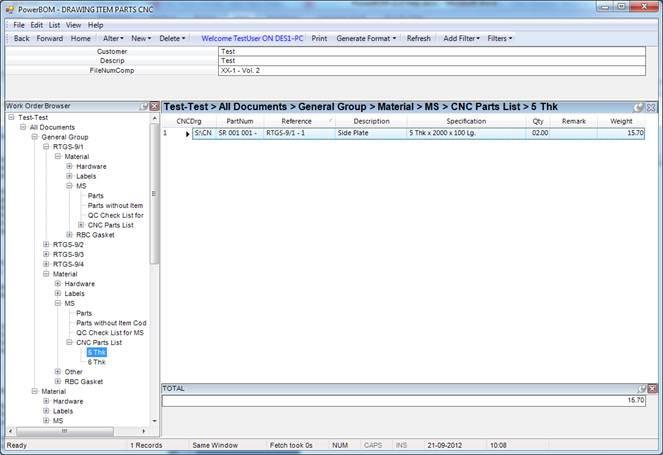 PowerBOM - DRAWING ITEM PARTS CNC
File Edit List View Help
Back Forward Home Alter New Delete Welcome TestUser ON DES1-PC Print Generate Format Refresh Add Filter Filters
Customer Test
Descrip Test
FileNumComp XX-1 - Vol. 2
Work Order Browser
Test-Test
All Documents
General Group
RTGS-9/1
Material
Hardware
Labels
MS
Parts
Parts without Item
QC Check List for
CNC Parts List
RBC Gasket
RTGS-9/2
RTGS-9/3
RTGS-9/4
Material
Hardware
Labels
MS
Parts
Parts without Item Cod
QC Check List for MS
CNC Parts List
5 Thk
6 Thk
Other
RBC Gasket
Material
Hardware
Labels
MS
Test-Test > All Documents > General Group > Material > MS > CNC Parts List > 5 Thk
CNCDrg PartNum Reference Description Specification Qty Remark Weight
1 S:\CN SR 001 001 - RTGS-9/1 - 1 Side Plate 5 Thk x 2000 x 100 Lg. 02.00 15.70
TOTAL
15.70
Ready 1 Records Same Window Fetch took 0s NUM CAPS INS 21-09-2012 10:08